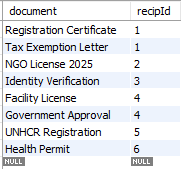 document recipId
Registration Certificate 1
Tax Exemption Letter 1
NGO License 2025 2
Identity Verification 3
Facility License 4
Government Approval 4
UNHCR Registration 5
Health Permit 6
NULL NULL